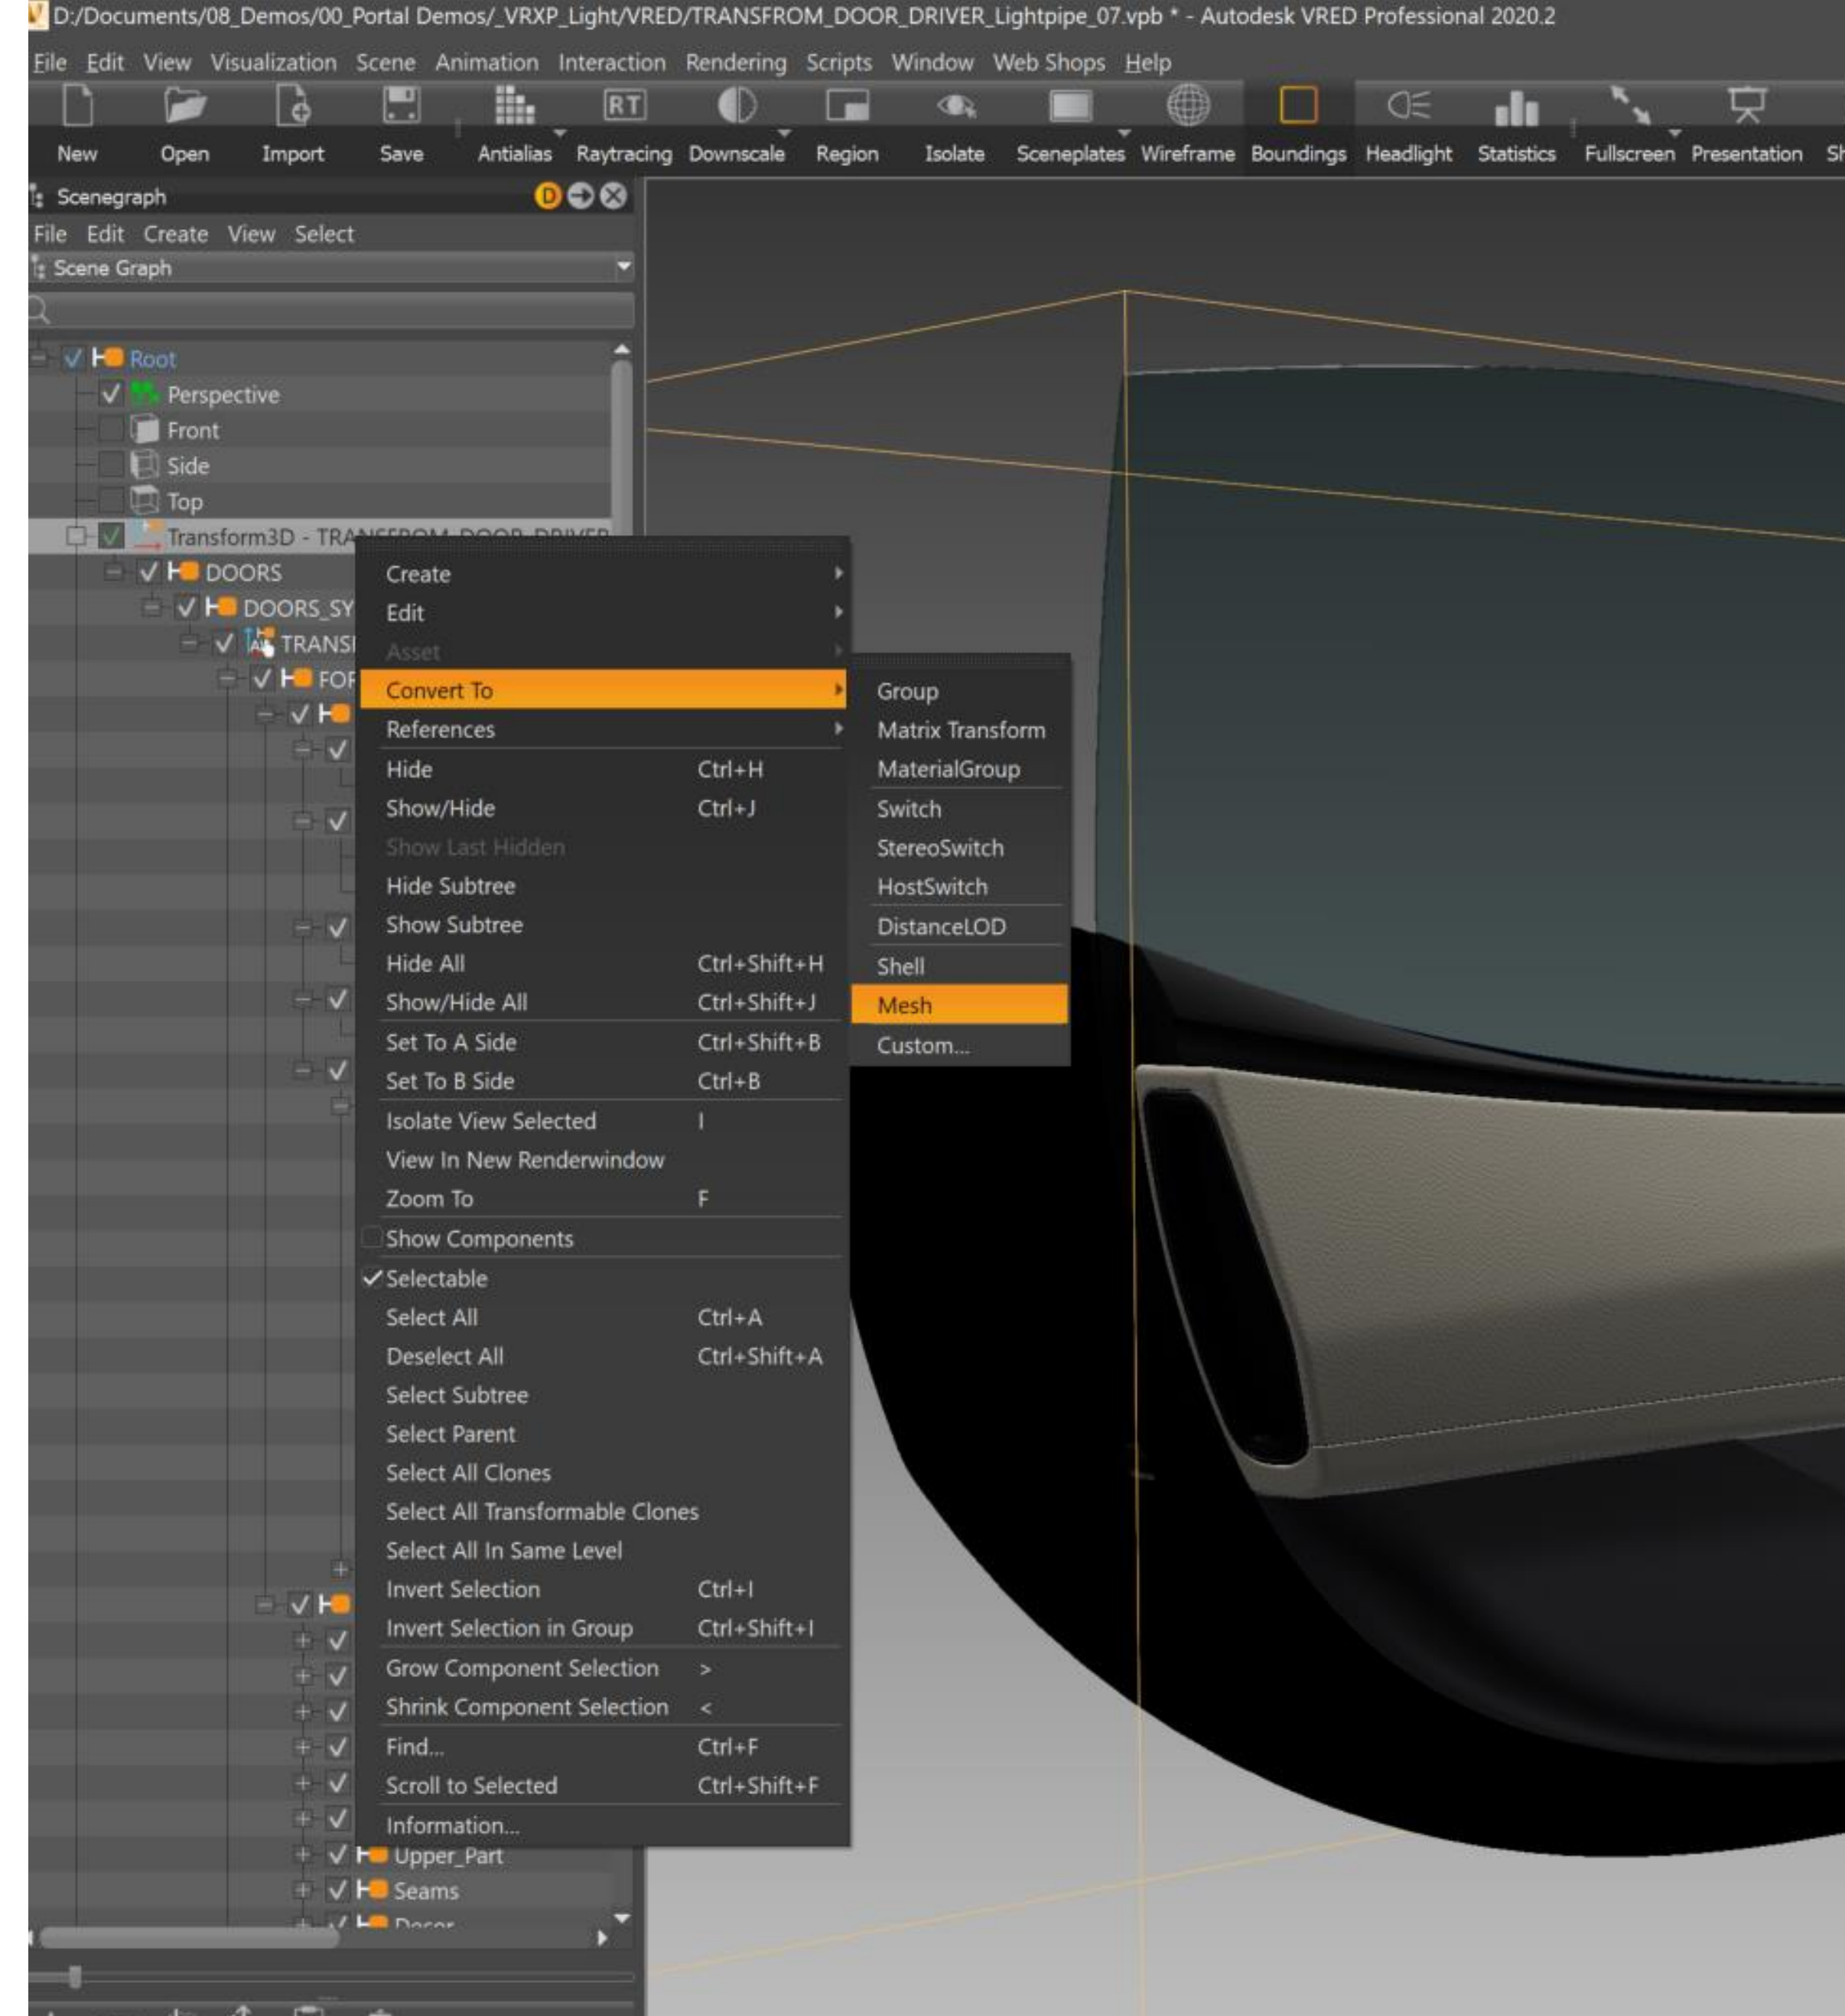 D:/Documents/08_Demos/00_Portal Demos/_VRXP_Light/VRED/TRANSFROM_DOOR_DRIVER_Lightpipe_07.vpb * - Autodesk VRED Professional 2020.2
File Edit View Visualization Scene Animation Interaction Rendering Scripts Window Web Shops Help
RT
New Open Import Save Antialias Raytracing Downscale Region Isolate Sceneplates Wireframe Boundings Headlight Statistics Fullscreen Presentation
Scenegraph D
File Edit Create View Select
Scene Graph
Root
Perspective
Front
Side
Top
Transform3D - TRANSFROM_DOOR_DRIVER
DOORS
DOORS_SY
TRANS
FOR
Create
Edit
Asset
Convert To
References
Hide Ctrl+H
Show/Hide Ctrl+J
Show Last Hidden
Hide Subtree
Show Subtree
Hide All Ctrl+Shift+H
Show/Hide All Ctrl+Shift+J
Set To A Side Ctrl+Shift+B
Set To B Side Ctrl+B
Isolate View Selected I
View In New Renderwindow
Zoom To F
Show Components
Selectable
Select All Ctrl+A
Deselect All Ctrl+Shift+A
Select Subtree
Select Parent
Select All Clones
Select All Transformable Clones
Select All In Same Level
Invert Selection Ctrl+I
Invert Selection in Group Ctrl+Shift+I
Grow Component Selection >
Shrink Component Selection <
Find... Ctrl+F
Scroll to Selected Ctrl+Shift+F
Information...
Group
Matrix Transform
MaterialGroup
Switch
StereoSwitch
HostSwitch
DistanceLOD
Shell
Mesh
Custom...
Upper_Part
Seams
Decor